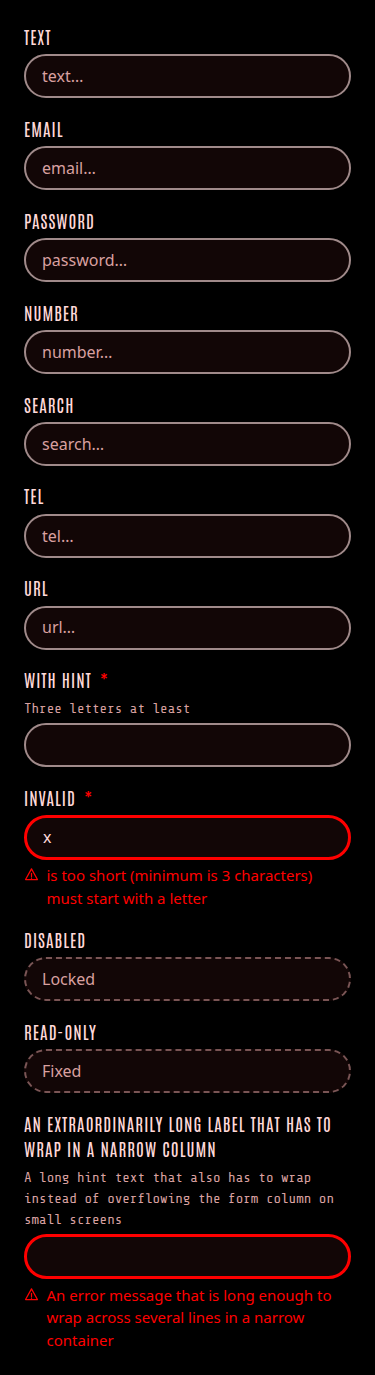 TEXT
text...
EMAIL
email...
PASSWORD
password...
NUMBER
number...
SEARCH
search...
TEL
tel...
URL
url...
WITH HINT *
Three letters at least
INVALID *
x
⚠ is too short (minimum is 3 characters)
must start with a letter
DISABLED
Locked
READ-ONLY
Fixed
AN EXTRAORDINARILY LONG LABEL THAT HAS TO
WRAP IN A NARROW COLUMN
A long hint text that also has to wrap
instead of overflowing the form column on
small screens
⚠ An error message that is long enough to
wrap across several lines in a narrow
container